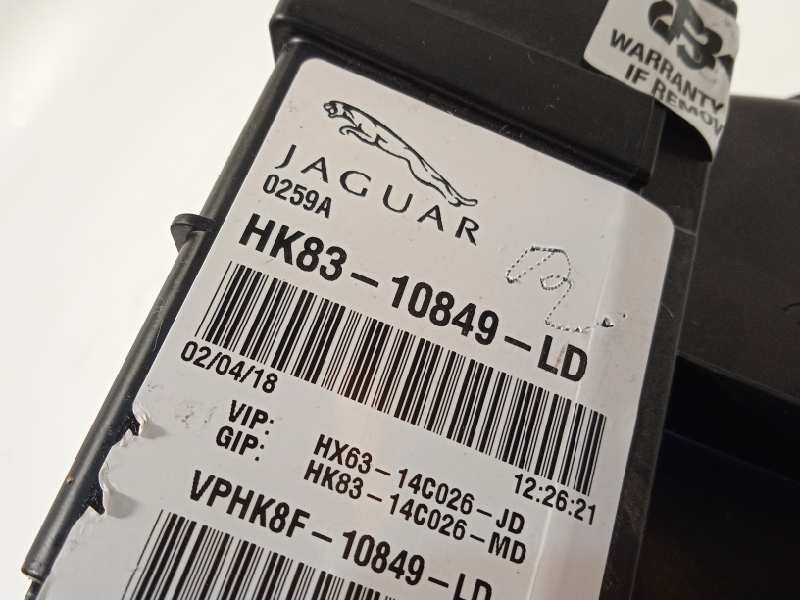 WARRANTY
IF REMOV
JAGUAR
0259A
HK83-10849-LD
02/04/18
12:26:21
VIP: HX63-14C026-JD
GIP: HK83-14C026-MD
VPHK8F-10849-LD